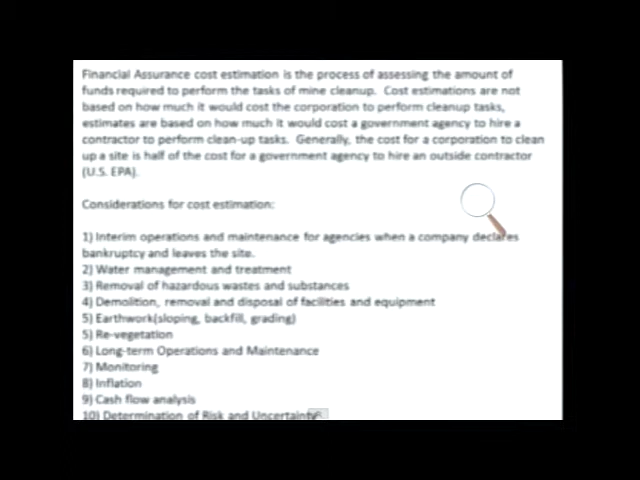 Financial Assurance cost estimation is the process of assessing the amount of
funds required to perform the tasks of mine cleanup. Cost estimations are not
based on how much it would cost the corporation to perform cleanup tasks,
estimates are based on how much it would cost a government agency to hire a
contractor to perform clean-up tasks. Generally, the cost for a corporation to clean
up a site is half of the cost for a government agency to hire an outside contractor
(U.S. EPA).
Considerations for cost estimation:
1) Interim operations and maintenance for agencies when a company declares
bankruptcy and leaves the site.
2) Water management and treatment
3) Removal of hazardous wastes and substances
4) Demolition, removal and disposal of facilities and equipment
5) Earthwork(sloping, backfill, grading)
5) Re-vegetation
6) Long-term Operations and Maintenance
7) Monitoring
8) Inflation
9) Cash flow analysis
10) Determination of Risk and Uncertainty